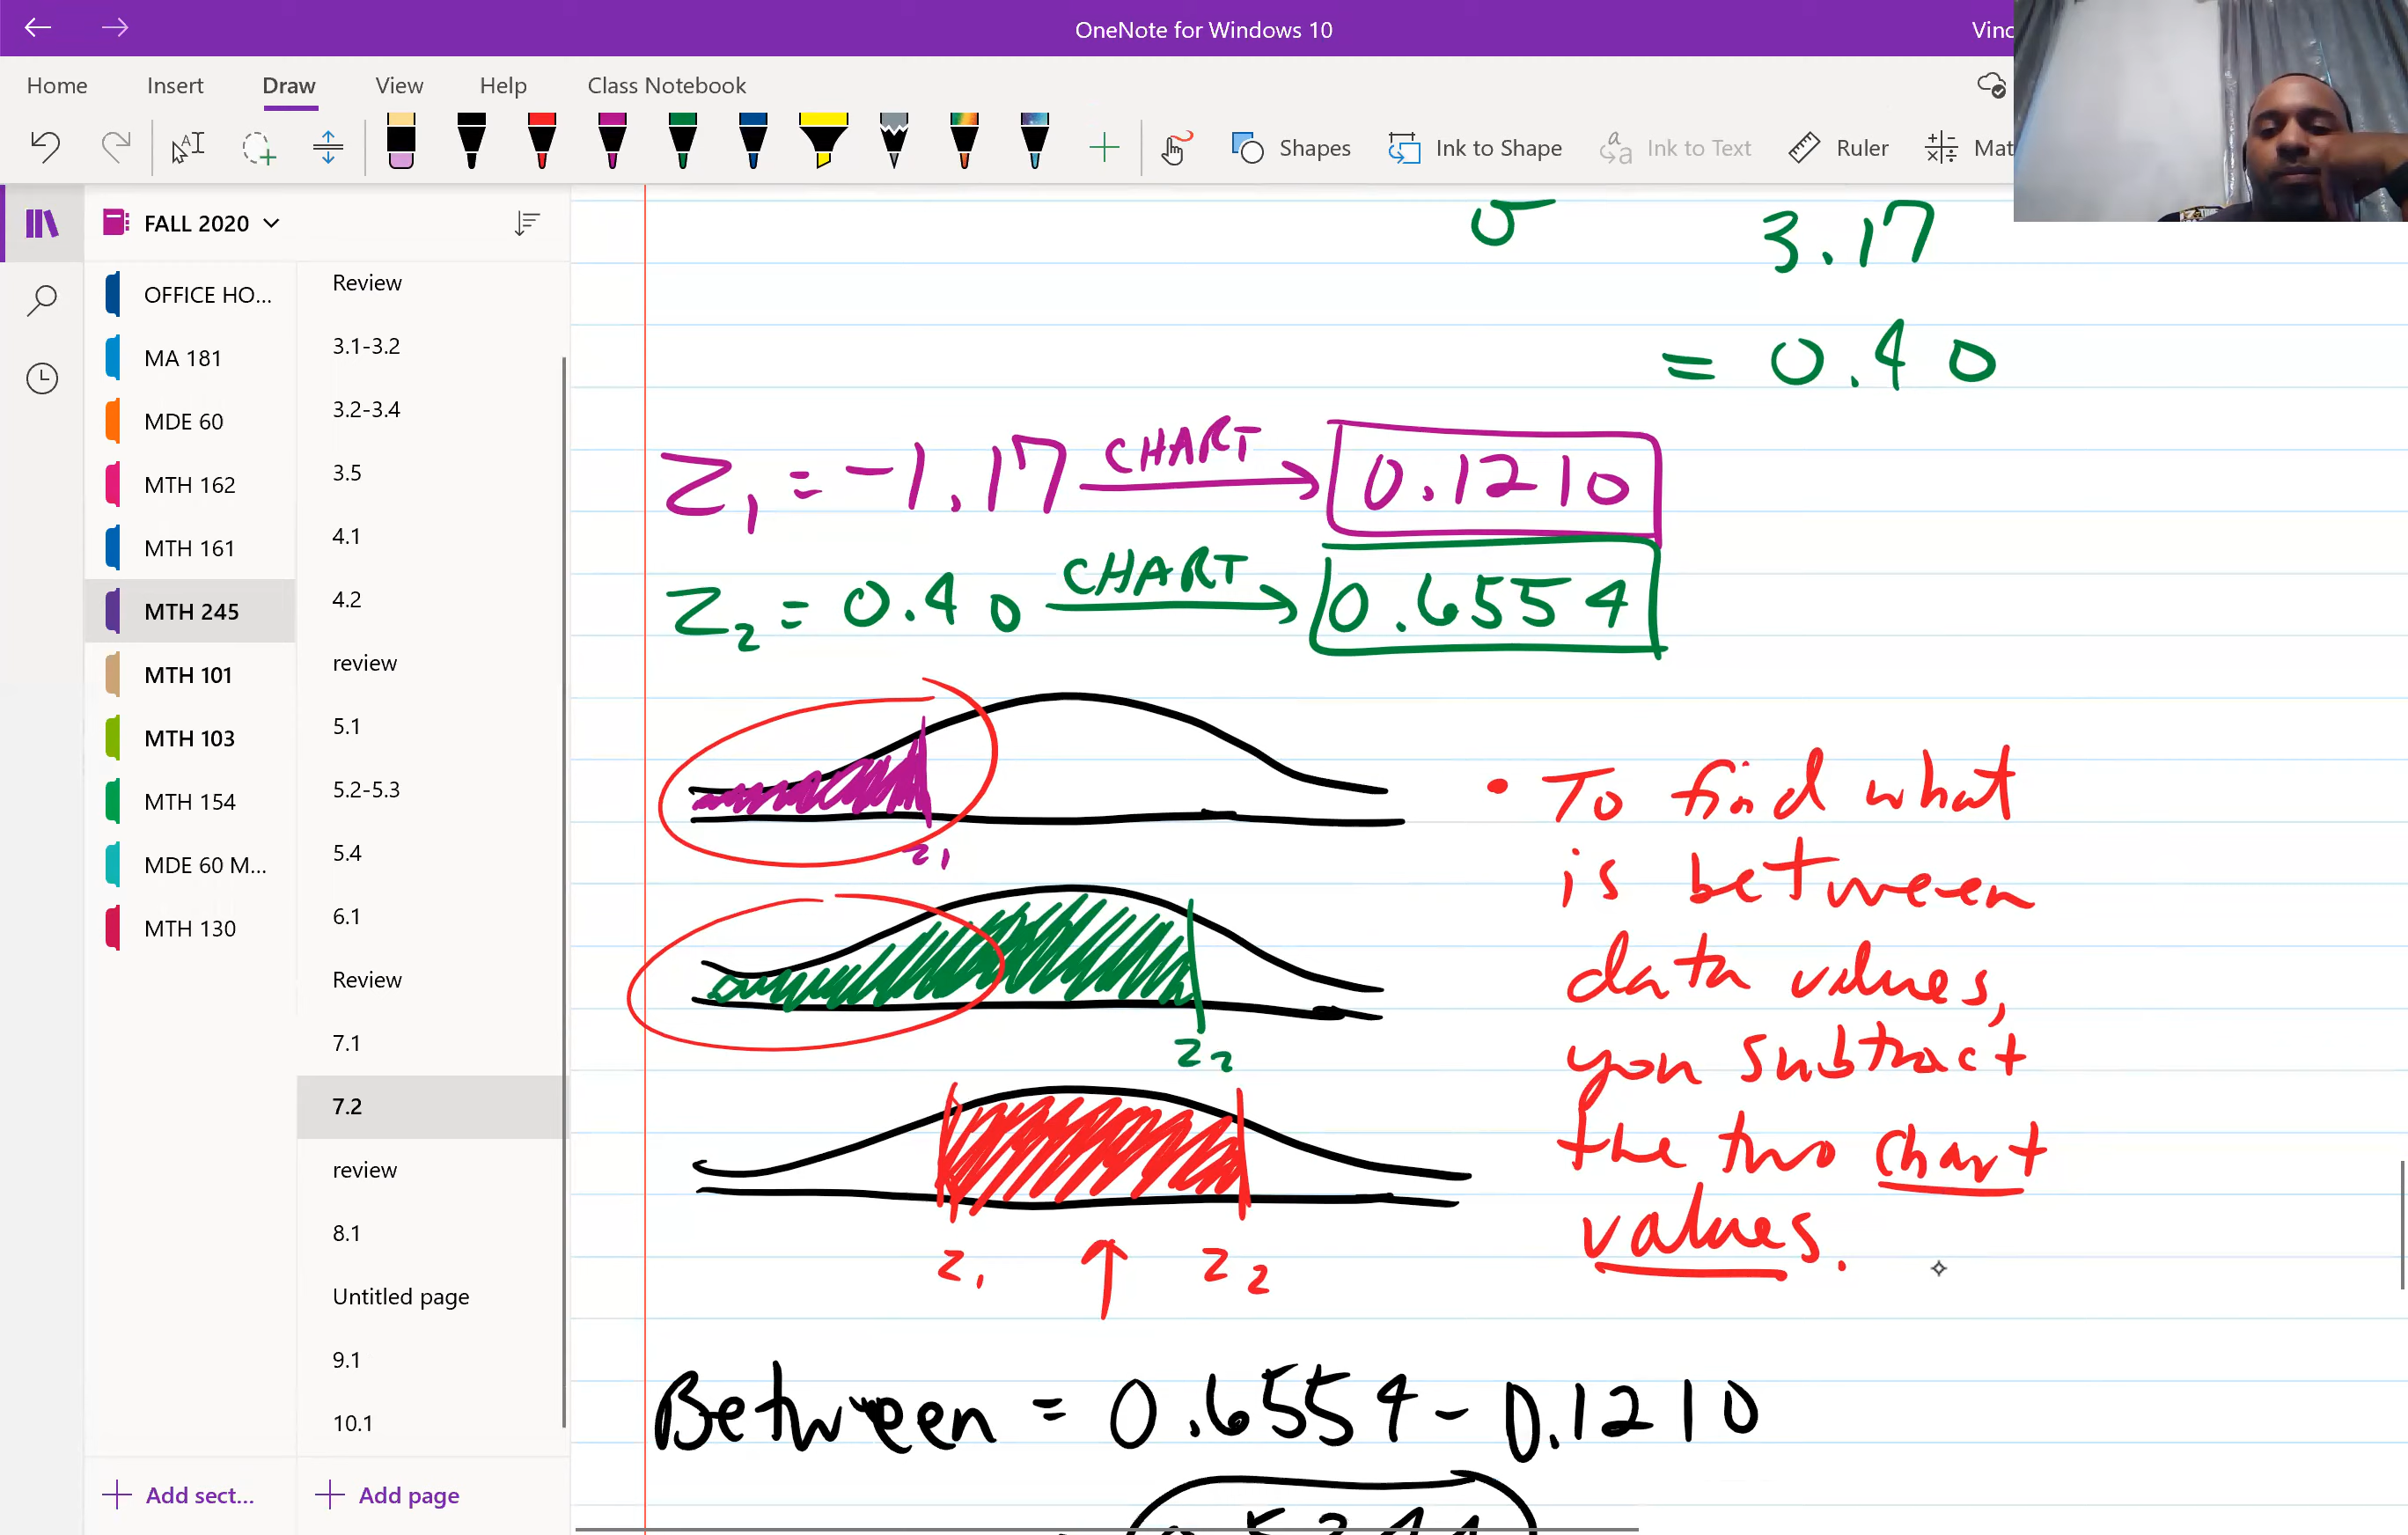 OneNote for Windows 10
Vinc
Home Insert Draw View Help Class Notebook
Shapes Ink to Shape Ink to Text Ruler Mat
FALL 2020
OFFICE HO...
MA 181
MDE 60
MTH 162
MTH 161
MTH 245
MTH 101
MTH 103
MTH 154
MDE 60 M...
MTH 130
Add sect...
Review
3.1-3.2
3.2-3.4
3.5
4.1
4.2
review
5.1
5.2-5.3
5.4
6.1
Review
7.1
7.2
review
8.1
Untitled page
9.1
10.1
Add page
σ 3.17
= 0.40
Z₁ = -1.17 CHART → 0.1210
Z₂ = 0.40 CHART → 0.6554
z₁
z₂
z₁ ↑ z₂
• To find what
is between
data values,
you subtract
the two chart
values.
Between = 0.6554 - 0.1210